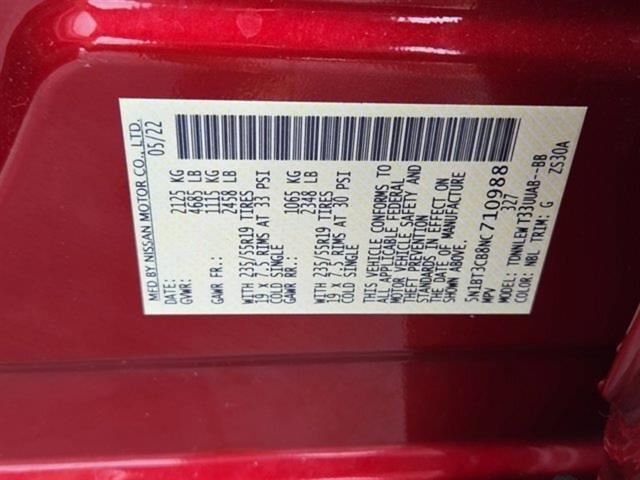 MFD BY NISSAN MOTOR CO., LTD.
DATE: 05/22
GVWR: 2125 KG
4685 LB
GAWR FR: 1115 KG
2458 LB
WITH 235/55R19 TIRES
19 X 7.5 RIMS AT 33 PSI
COLD SINGLE
GAWR RR: 1065 KG
2348 LB
WITH 235/55R19 TIRES
19 X 7.5 RIMS AT 30 PSI
COLD SINGLE
THIS VEHICLE CONFORMS TO
ALL APPLICABLE FEDERAL
MOTOR VEHICLE SAFETY AND
THEFT PREVENTION
STANDARDS IN EFFECT ON
THE DATE OF MANUFACTURE
5N1BT3CB8NC710988
MPV 327
MODEL: TDNNLEW T33UUAB--BB
COLOR: NBL TRIM: G ZS30A